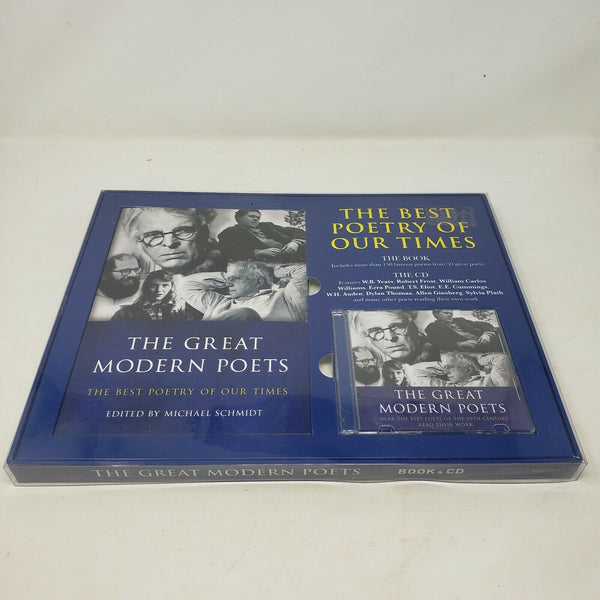 THE GREAT
MODERN POETS
THE BEST POETRY OF OUR TIMES
EDITED BY MICHAEL SCHMIDT
THE BEST
POETRY OF
OUR TIMES
THE BOOK
Includes more than 150 famous poems from 50 great poets
THE CD
Features W.B. Yeats, Robert Frost, William Carlos
Williams, Ezra Pound, T.S. Eliot, E.E. Cummings,
W.H. Auden, Dylan Thomas, Allen Ginsberg, Sylvia Plath
and many other poets reading their own work
THE GREAT
MODERN POETS
HEAR THE BEST POETS OF THE 20TH CENTURY
READ THEIR WORK
THE GREAT MODERN POETS BOOK & CD